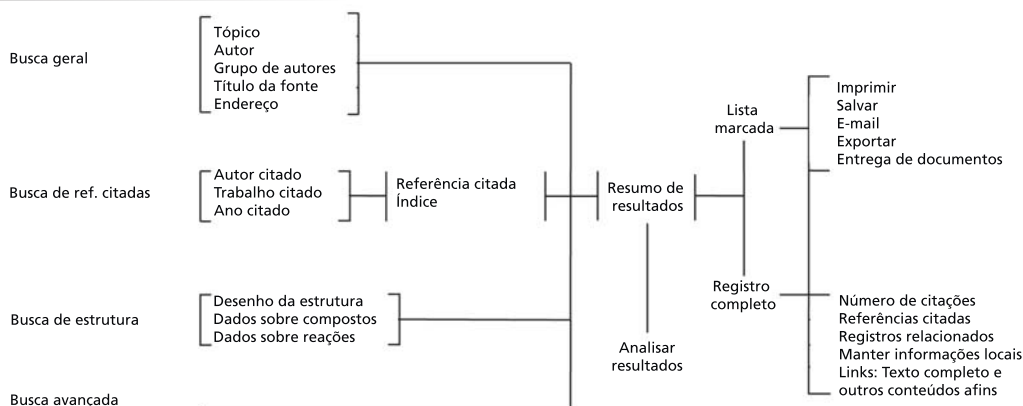 Busca geral
Tópico
Autor
Grupo de autores
Título da fonte
Endereço
Busca de ref. citadas
Autor citado
Trabalho citado
Ano citado
Referência citada
Índice
Busca de estrutura
Desenho da estrutura
Dados sobre compostos
Dados sobre reações
Busca avançada
Resumo de
resultados
Analisar
resultados
Lista
marcada
Imprimir
Salvar
E-mail
Exportar
Entrega de documentos
Registro
completo
Número de citações
Referências citadas
Registros relacionados
Manter informações locais
Links: Texto completo e
outros conteúdos afins